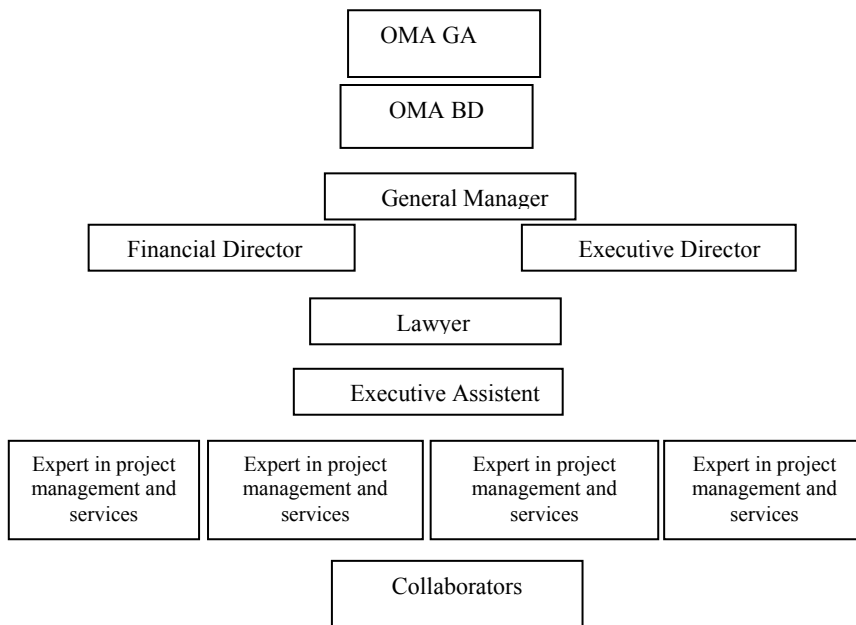 OMA GA
OMA BD
General Manager
Financial Director
Executive Director
Lawyer
Executive Assistent
Expert in project
management and
services
Expert in project
management and
services
Expert in project
management and
services
Expert in project
management and
services
Collaborators